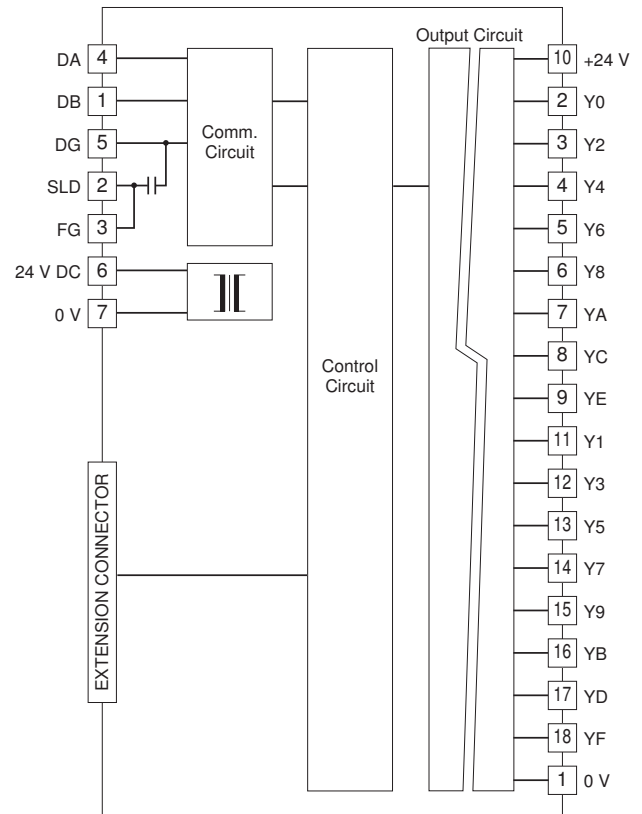 Output Circuit
DA 4
DB 1
DG 5
SLD 2
FG 3
24 V DC 6
0 V 7
Comm.
Circuit
Control
Circuit
EXTENSION CONNECTOR
10 +24 V
2 Y0
3 Y2
4 Y4
5 Y6
6 Y8
7 YA
8 YC
9 YE
11 Y1
12 Y3
13 Y5
14 Y7
15 Y9
16 YB
17 YD
18 YF
1 0 V